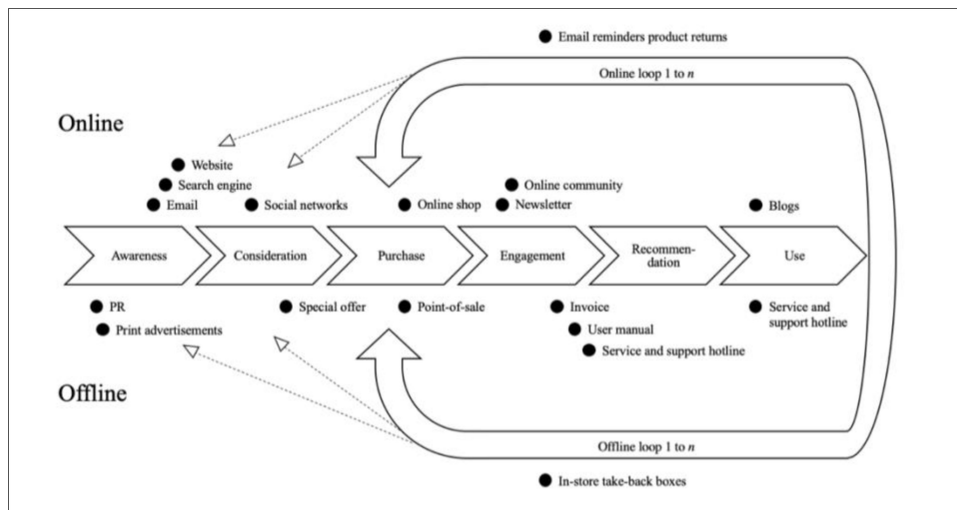 Email reminders product returns
Online loop 1 to n
Online
Website
Search engine
Email
Social networks
Online shop
Online community
Newsletter
Blogs
Awareness
Consideration
Purchase
Engagement
Recommen-
dation
Use
PR
Print advertisements
Special offer
Point-of-sale
Invoice
User manual
Service and support hotline
Service and
support hotline
Offline
Offline loop 1 to n
In-store take-back boxes